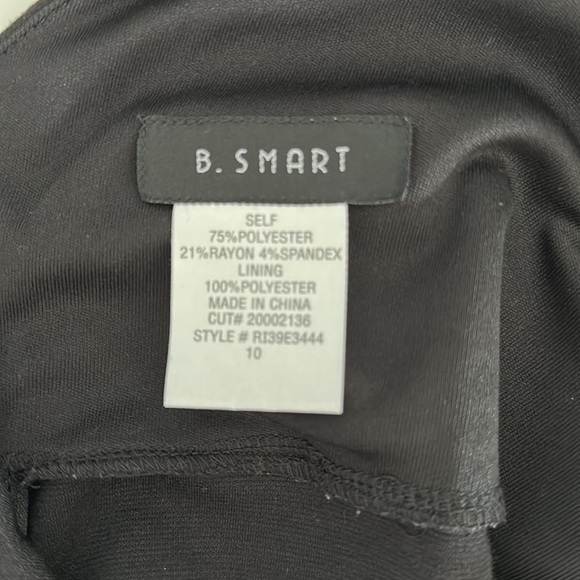 B. SMART
SELF
75%POLYESTER
21%RAYON 4%SPANDEX
LINING
100%POLYESTER
MADE IN CHINA
CUT# 20002136
STYLE # RI39E3444
10